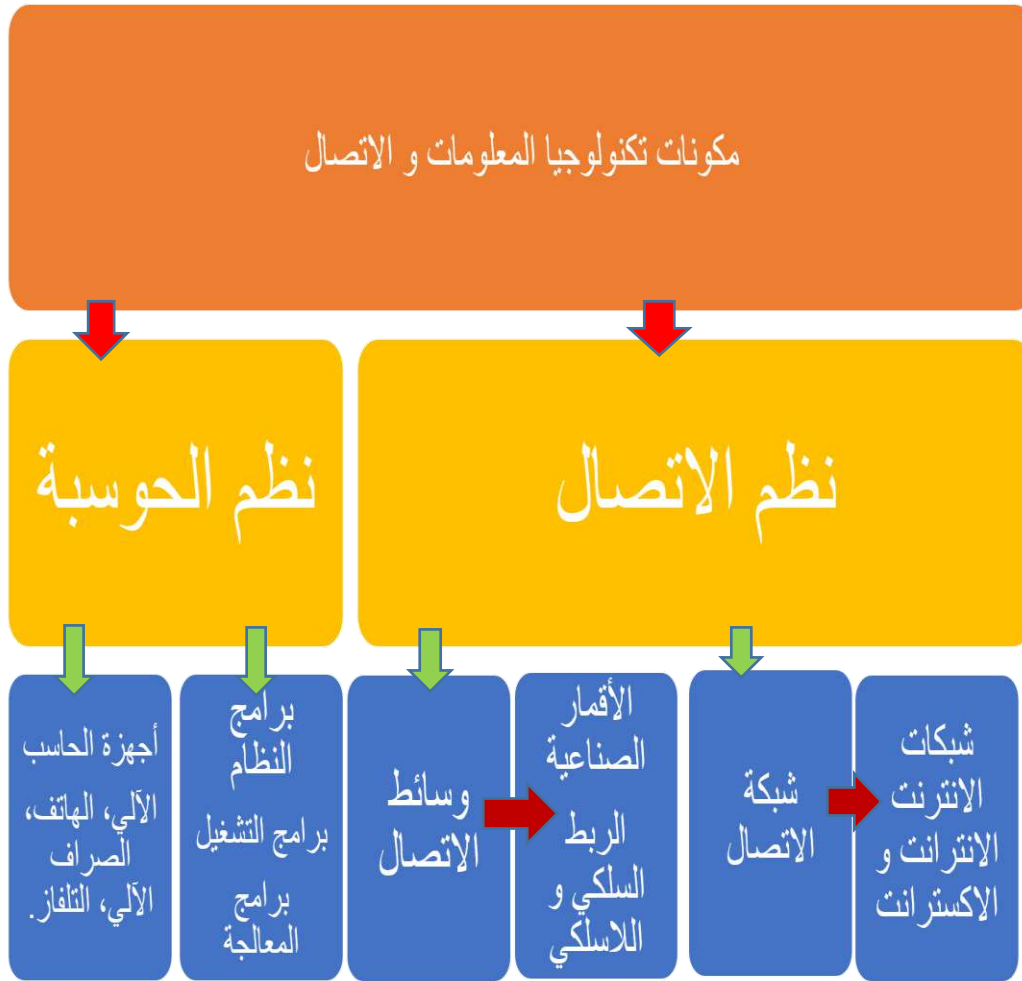 مكونات تكنولوجيا المعلومات و الاتصال
نظم الاتصال
نظم الحوسبة
شبكات
الانترنت
الانترانت و
الاكسترانت
شبكة
الاتصال
الأقمار
الصناعية
الربط
السلكي و
اللاسلكي
وسائط
الاتصال
برامج
النظام
برامج التشغيل
برامج
المعالجة
أجهزة الحاسب
الآلي، الهاتف،
الصراف
الآلي، التلفاز.